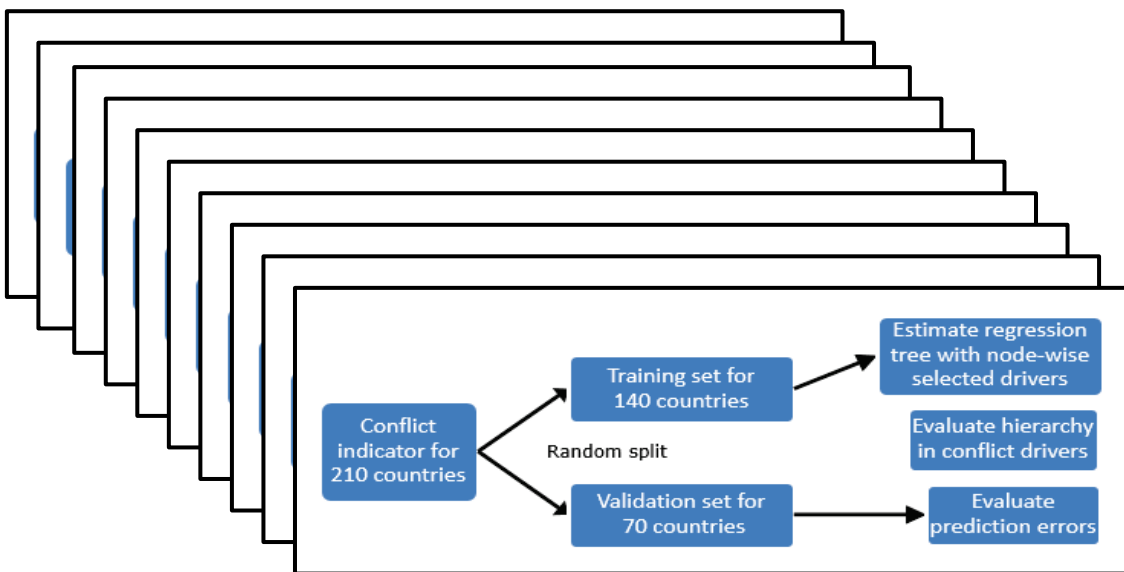 Conflict
indicator for
210 countries
Training set for
140 countries
Random split
Validation set for
70 countries
Estimate regression
tree with node-wise
selected drivers
Evaluate hierarchy
in conflict drivers
Evaluate
prediction errors